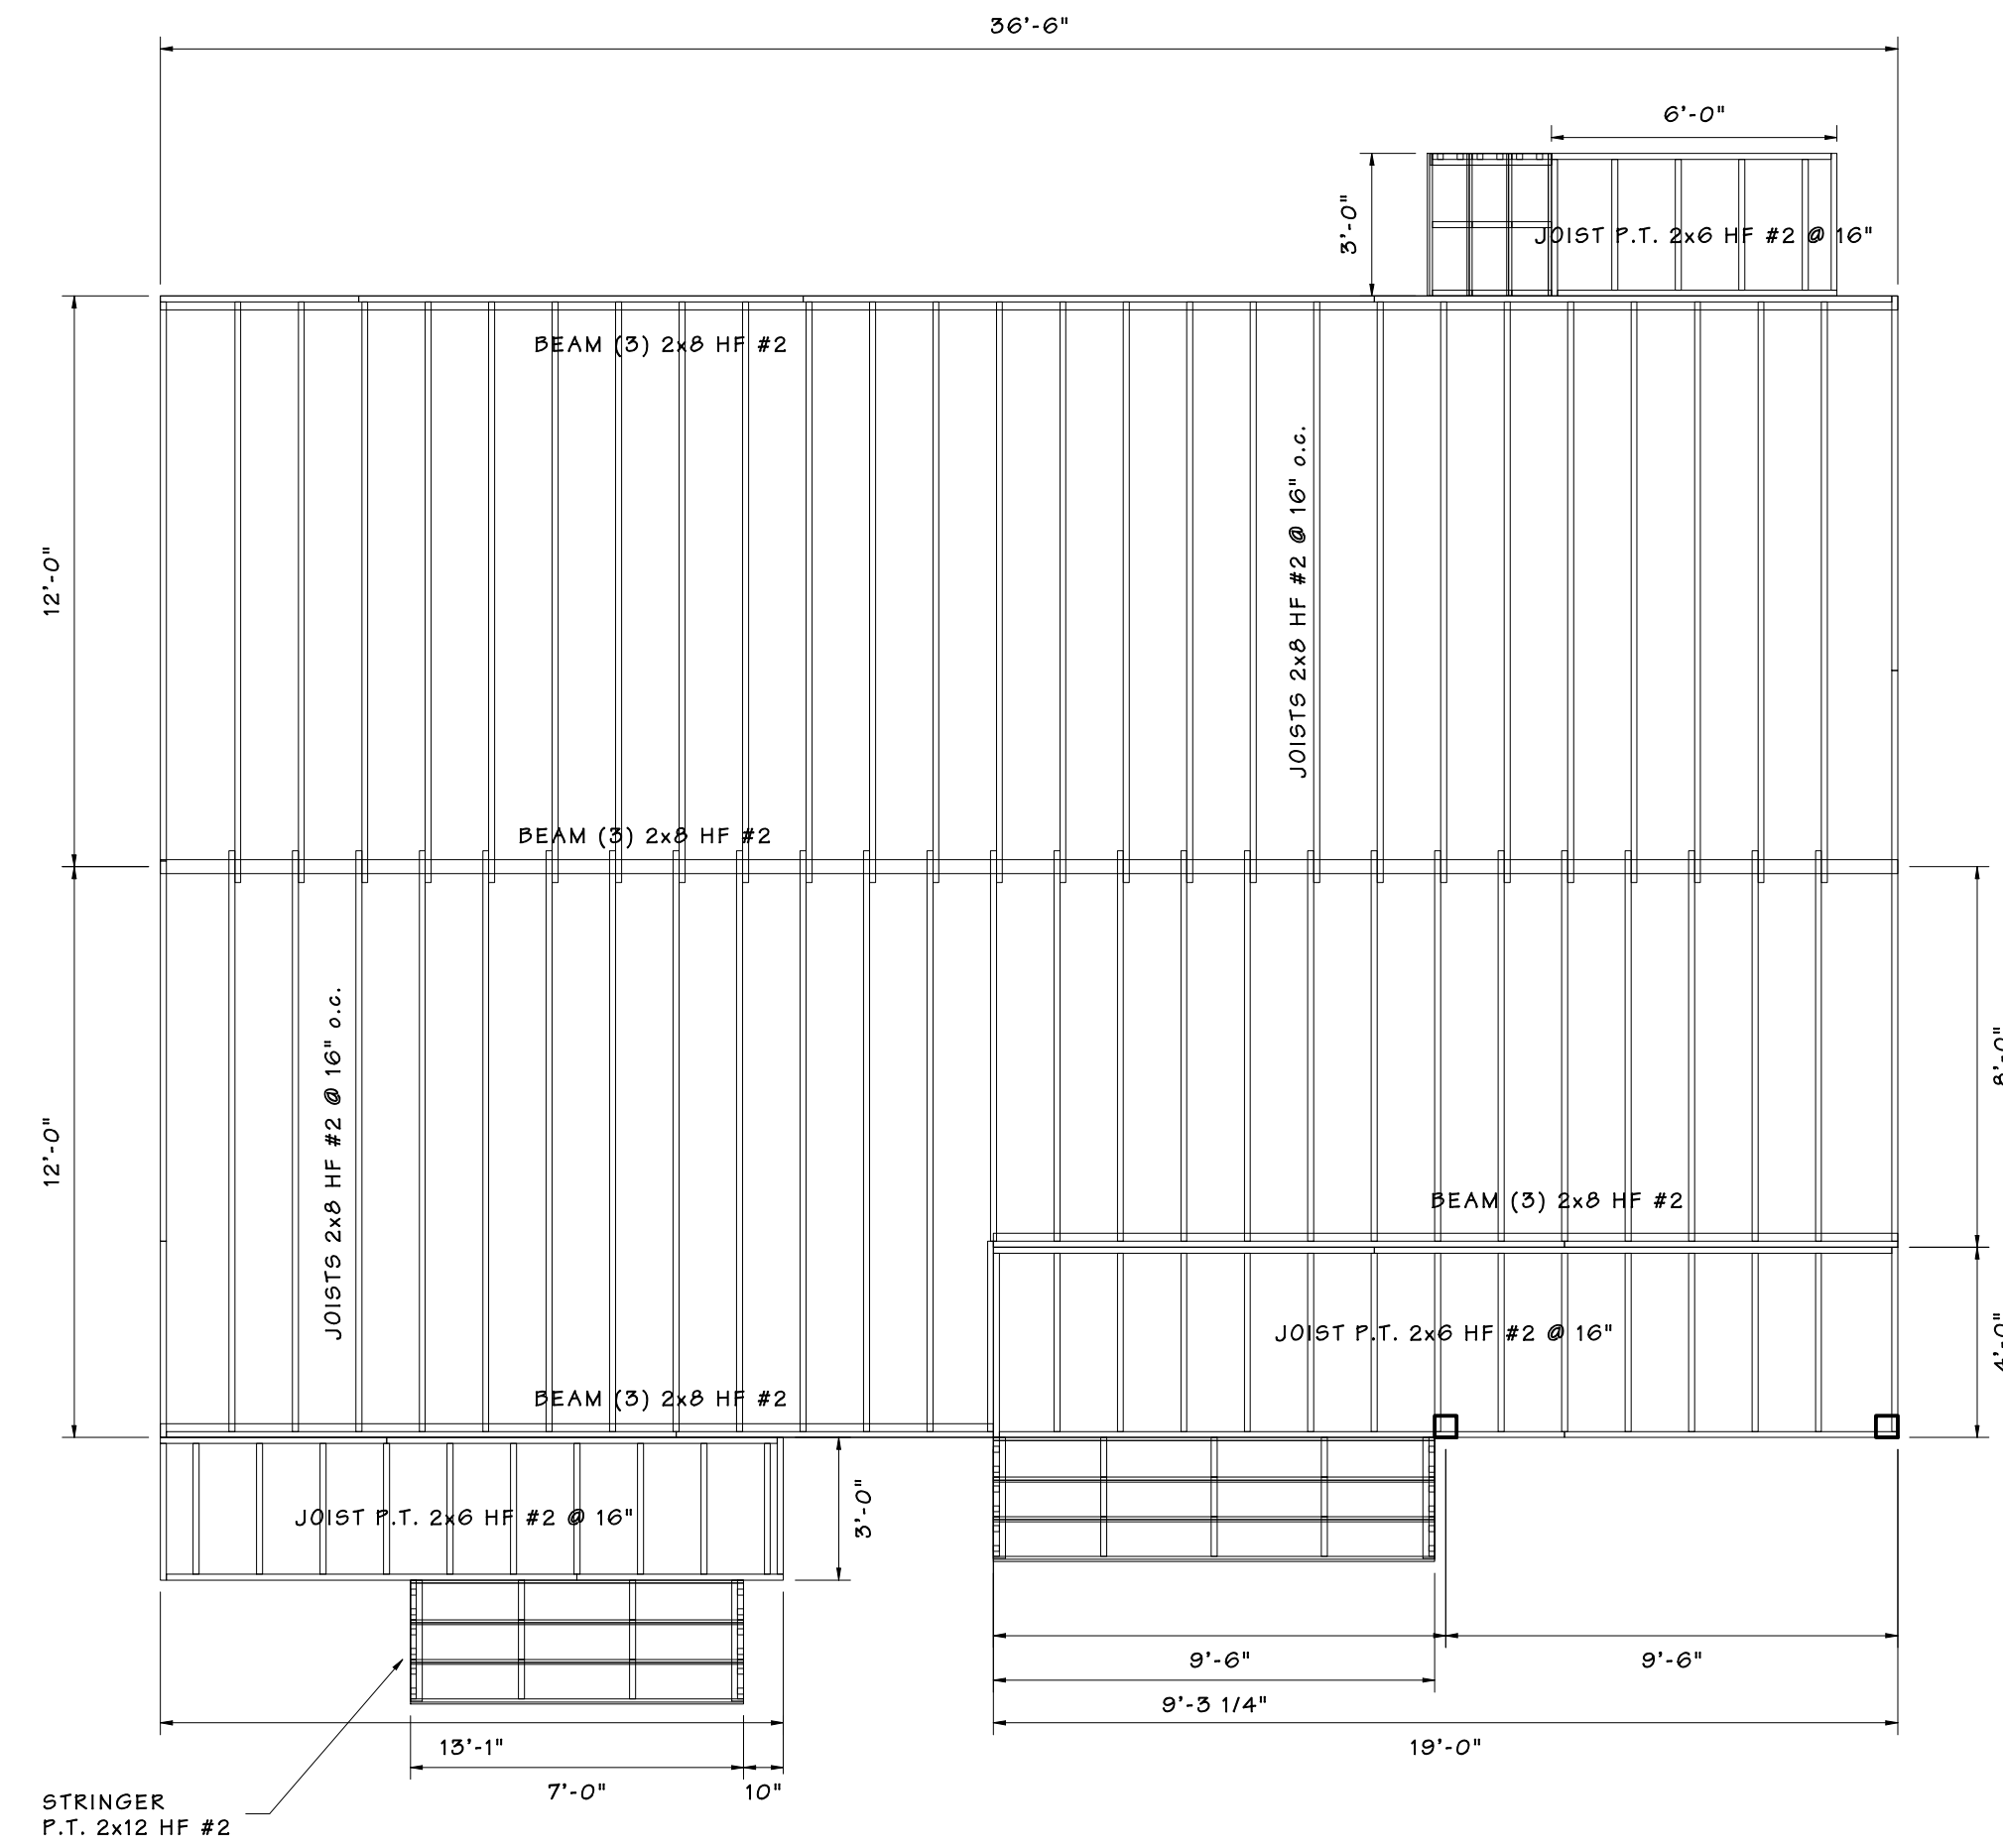 36'-6"
6'-0"
3'-0"
JOIST P.T. 2x6 HF #2 @ 16"
BEAM (3) 2x8 HF #2
JOISTS 2x8 HF #2 @ 16" o.c.
12'-0"
BEAM (3) 2x8 HF #2
JOISTS 2x8 HF #2 @ 16" o.c.
12'-0"
8'-0"
BEAM (3) 2x8 HF #2
JOIST P.T. 2x6 HF #2 @ 16"
4'-0"
BEAM (3) 2x8 HF #2
JOIST P.T. 2x6 HF #2 @ 16"
3'-0"
9'-6"
9'-6"
9'-3 1/4"
13'-1"
19'-0"
7'-0"
10"
STRINGER
P.T. 2x12 HF #2